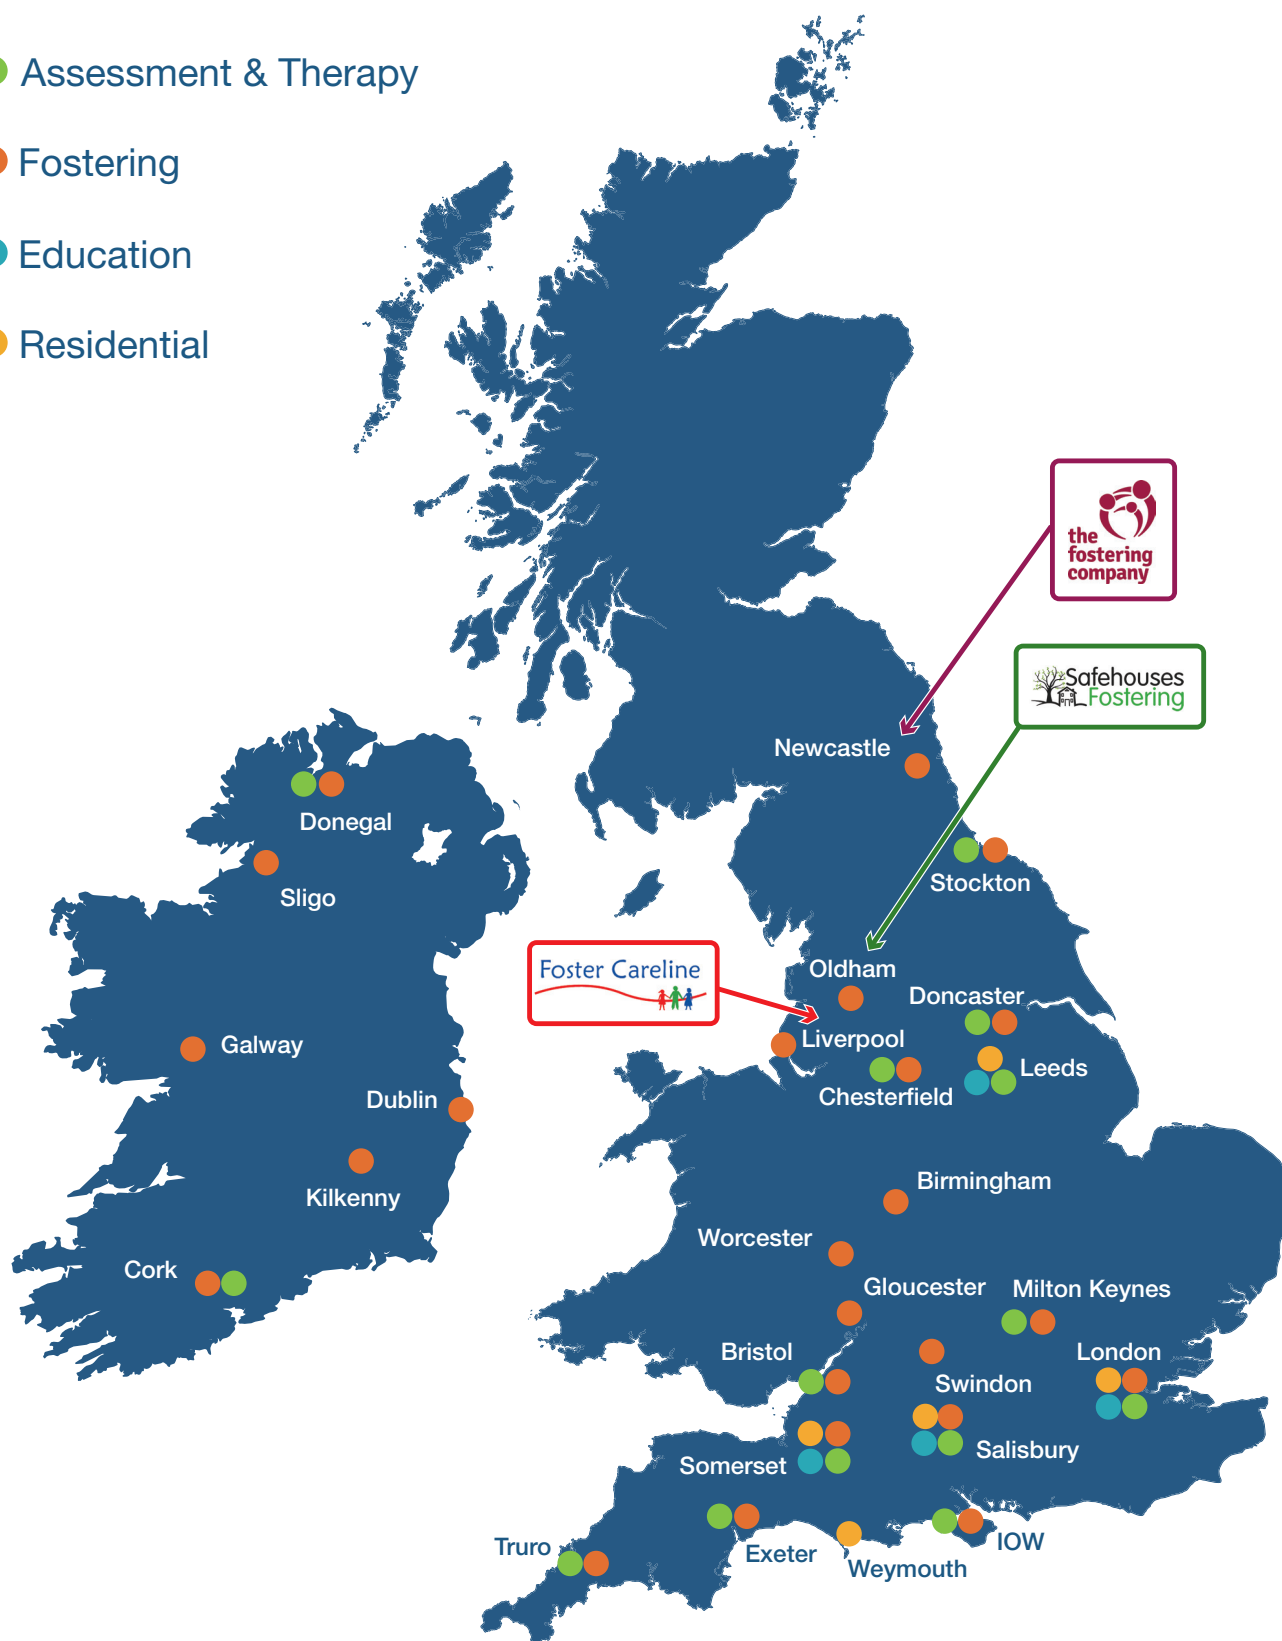 Assessment & Therapy
Fostering
Education
Residential
the
fostering
company
Safehouses
Fostering
Newcastle
Donegal
Stockton
Sligo
Foster Careline
Oldham
Doncaster
Liverpool
Galway
Leeds
Chesterfield
Dublin
Birmingham
Kilkenny
Worcester
Cork
Gloucester
Milton Keynes
Bristol
London
Swindon
Salisbury
Somerset
IOW
Truro
Exeter
Weymouth